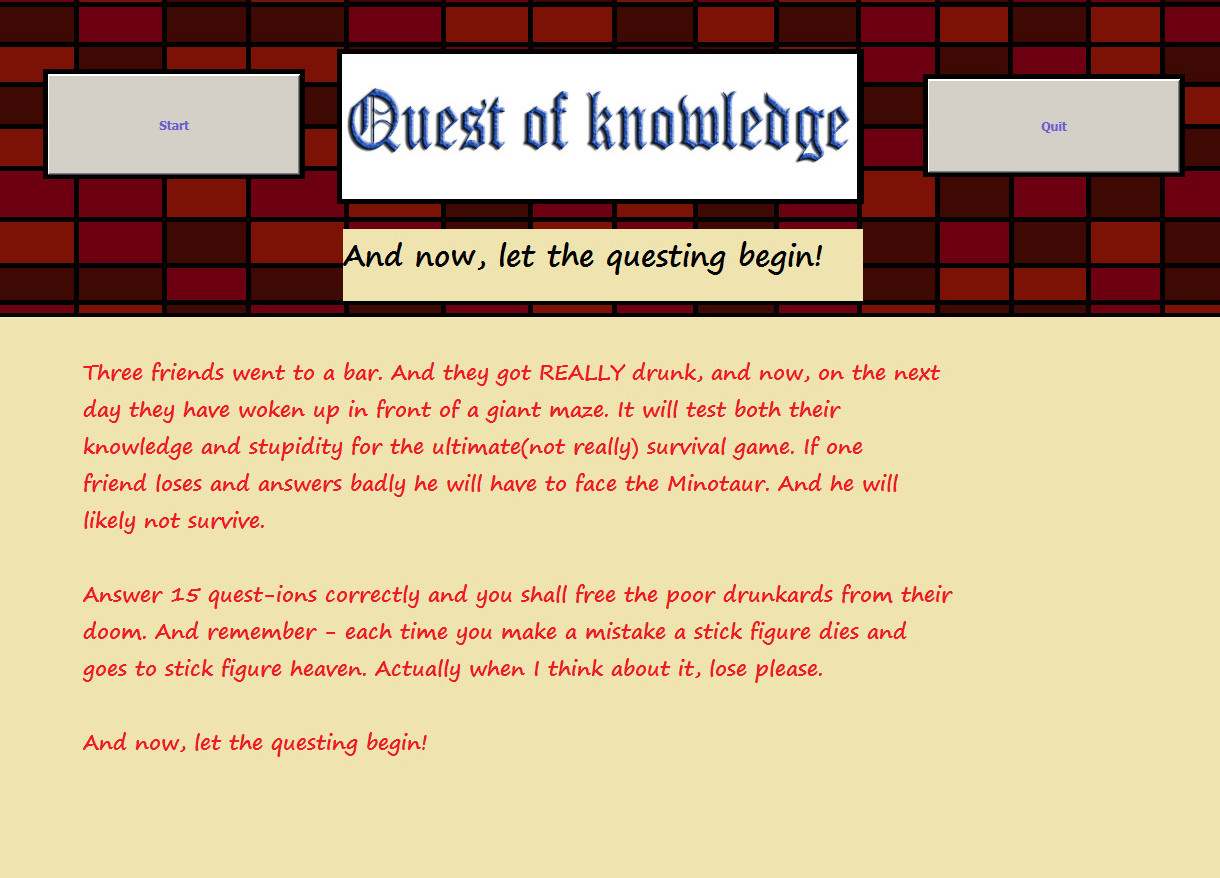 Start
Quest of knowledge
Quit
And now, let the questing begin!
Three friends went to a bar. And they got REALLY drunk, and now, on the next
day they have woken up in front of a giant maze. It will test both their
knowledge and stupidity for the ultimate(not really) survival game. If one
friend loses and answers badly he will have to face the Minotaur. And he will
likely not survive.
Answer 15 quest-ions correctly and you shall free the poor drunkards from their
doom. And remember - each time you make a mistake a stick figure dies and
goes to stick figure heaven. Actually when I think about it, lose please.
And now, let the questing begin!